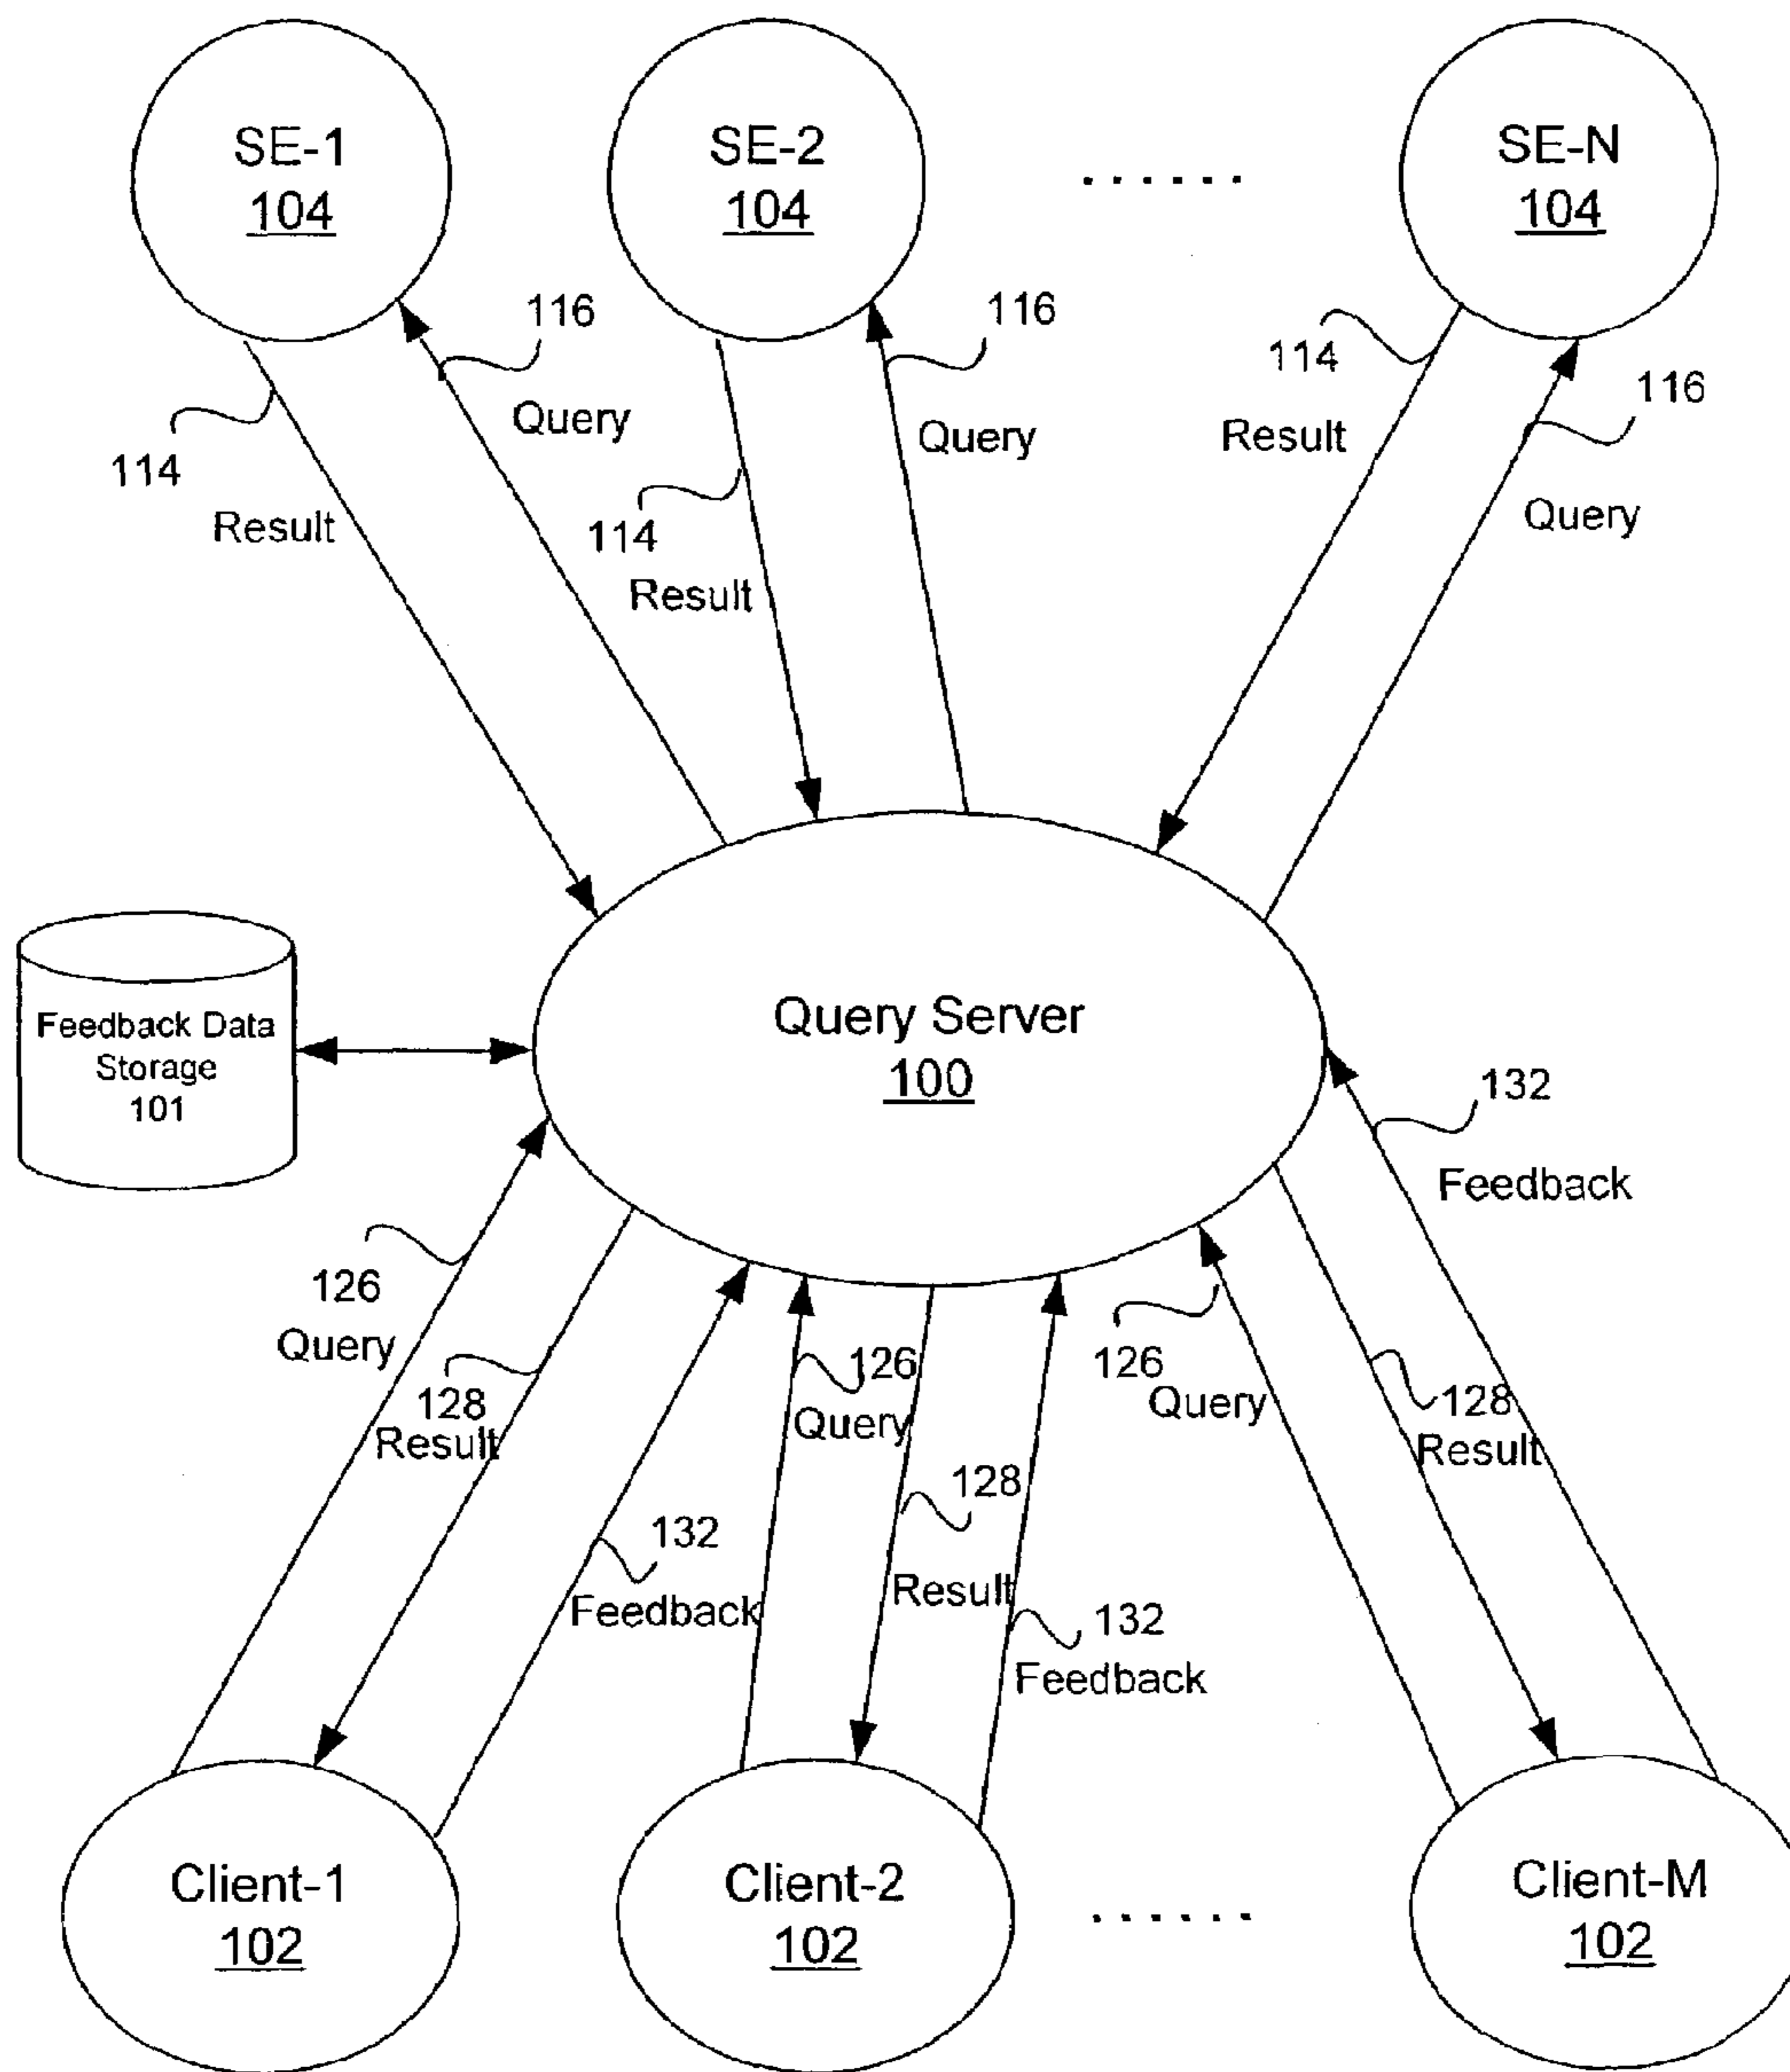 SE-1
104
SE-2
104
......
SE-N
104
116
116
114
116
Query
Query
Result
114
Result
114
Query
Result
Feedback Data
Storage
101
Query Server
100
132
Feedback
126
Query
128
Result
126
Query
126
Query
128
Result
128
132
Feedback
Result
132
Feedback
Client-1
102
Client-2
102
......
Client-M
102